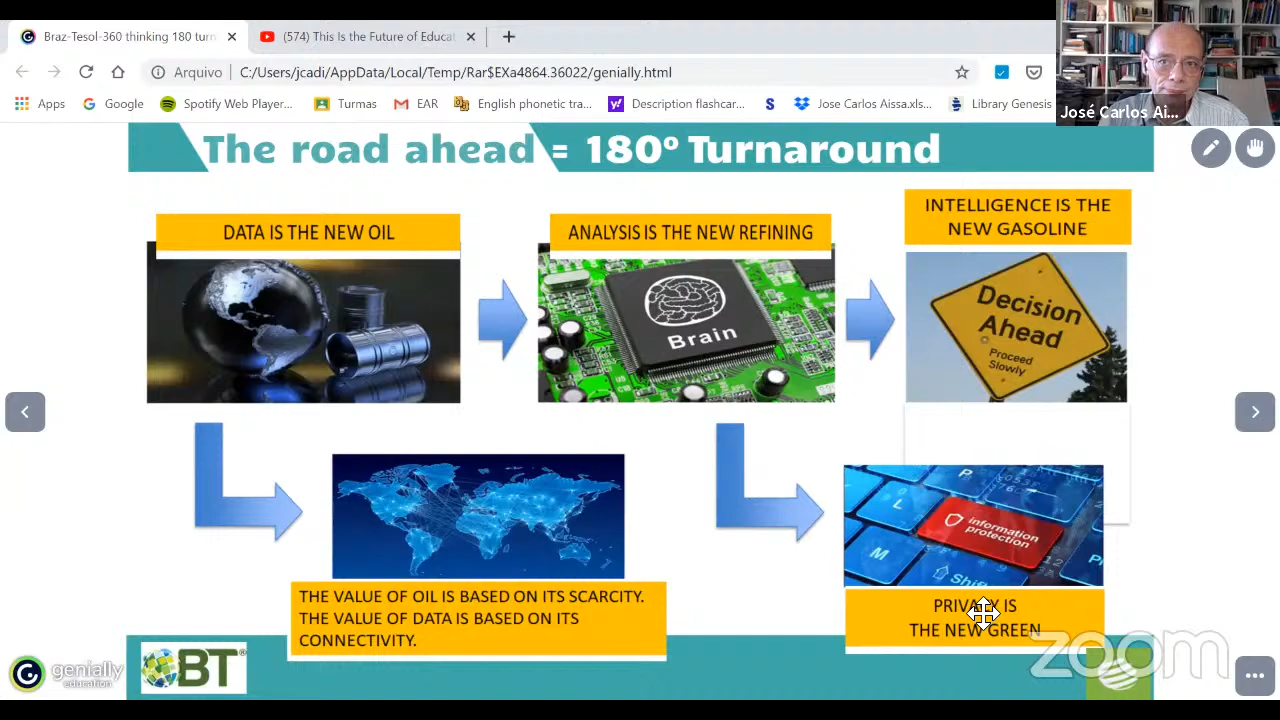 Braz-Tesol-360 thinking 180 turn
(574) This Is the Future of Educat
Arquivo
C:/Users/jcadi/AppData/Local/Temp/Rar$EXa4864.36022/genially.html
Apps
Google
Spotify Web Player...
Turmas
EAR
English phonetic tra...
Description flashcar...
S
Jose Carlos Aissa.xls...
Library Genesis
José Carlos Ai...
The road ahead = 180º Turnaround
DATA IS THE NEW OIL
ANALYSIS IS THE NEW REFINING
INTELLIGENCE IS THE
NEW GASOLINE
Brain
Decision
Ahead
Proceed
Slowly
P
L
M
Shift
information
protection
THE VALUE OF OIL IS BASED ON ITS SCARCITY.
THE VALUE OF DATA IS BASED ON ITS
CONNECTIVITY.
PRIVACY IS
THE NEW GREEN
genially
education
BT
zoom